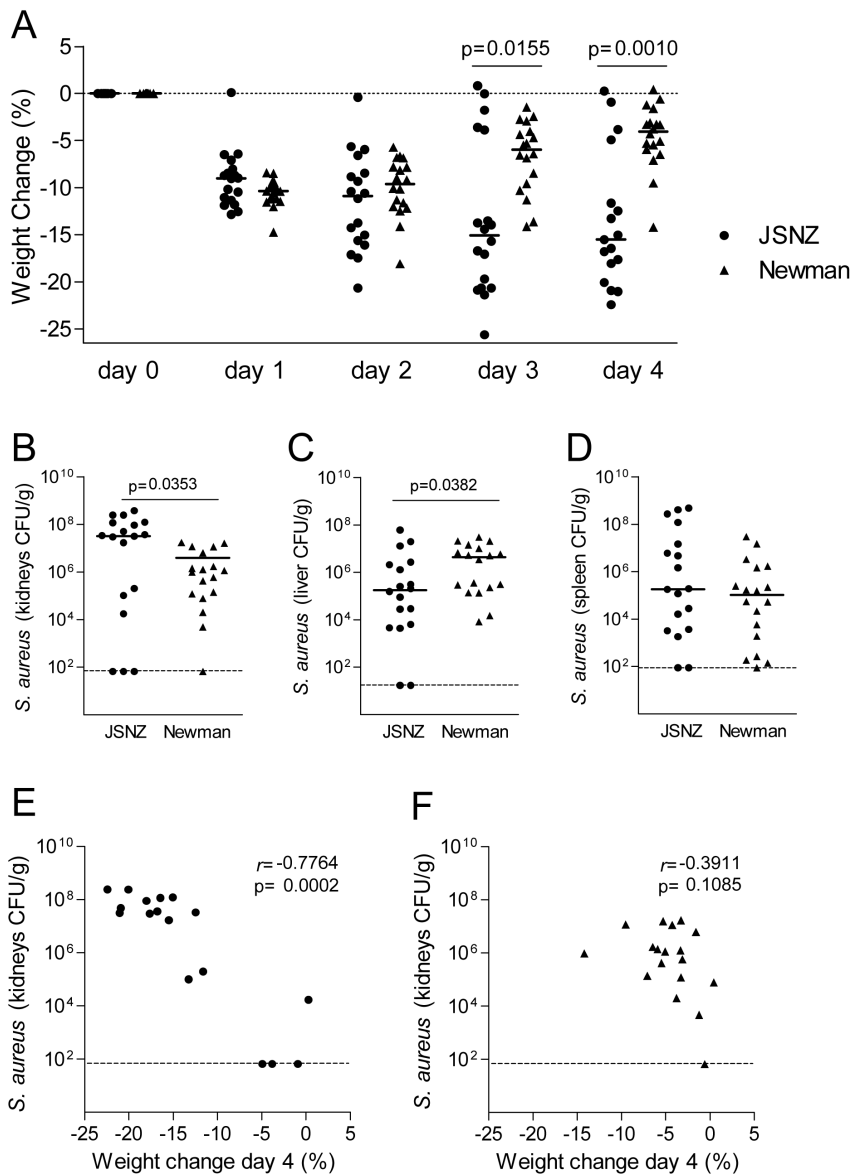 A
p=0.0155 p=0.0010
Weight Change (%)
5
0
-5
-10
-15
-20
-25
day 0 day 1 day 2 day 3 day 4
JSNZ
Newman
B
S. aureus (kidneys CFU/g)
p=0.0353
10^10
10^8
10^6
10^4
10^2
JSNZ Newman
C
S. aureus (liver CFU/g)
p=0.0382
10^10
10^8
10^6
10^4
10^2
JSNZ Newman
D
S. aureus (spleen CFU/g)
10^10
10^8
10^6
10^4
10^2
JSNZ Newman
E
S. aureus (kidneys CFU/g)
r=-0.7764
p= 0.0002
10^10
10^8
10^6
10^4
10^2
-25 -20 -15 -10 -5 0 5
Weight change day 4 (%)
F
S. aureus (kidneys CFU/g)
r=-0.3911
p= 0.1085
10^10
10^8
10^6
10^4
10^2
-25 -20 -15 -10 -5 0 5
Weight change day 4 (%)